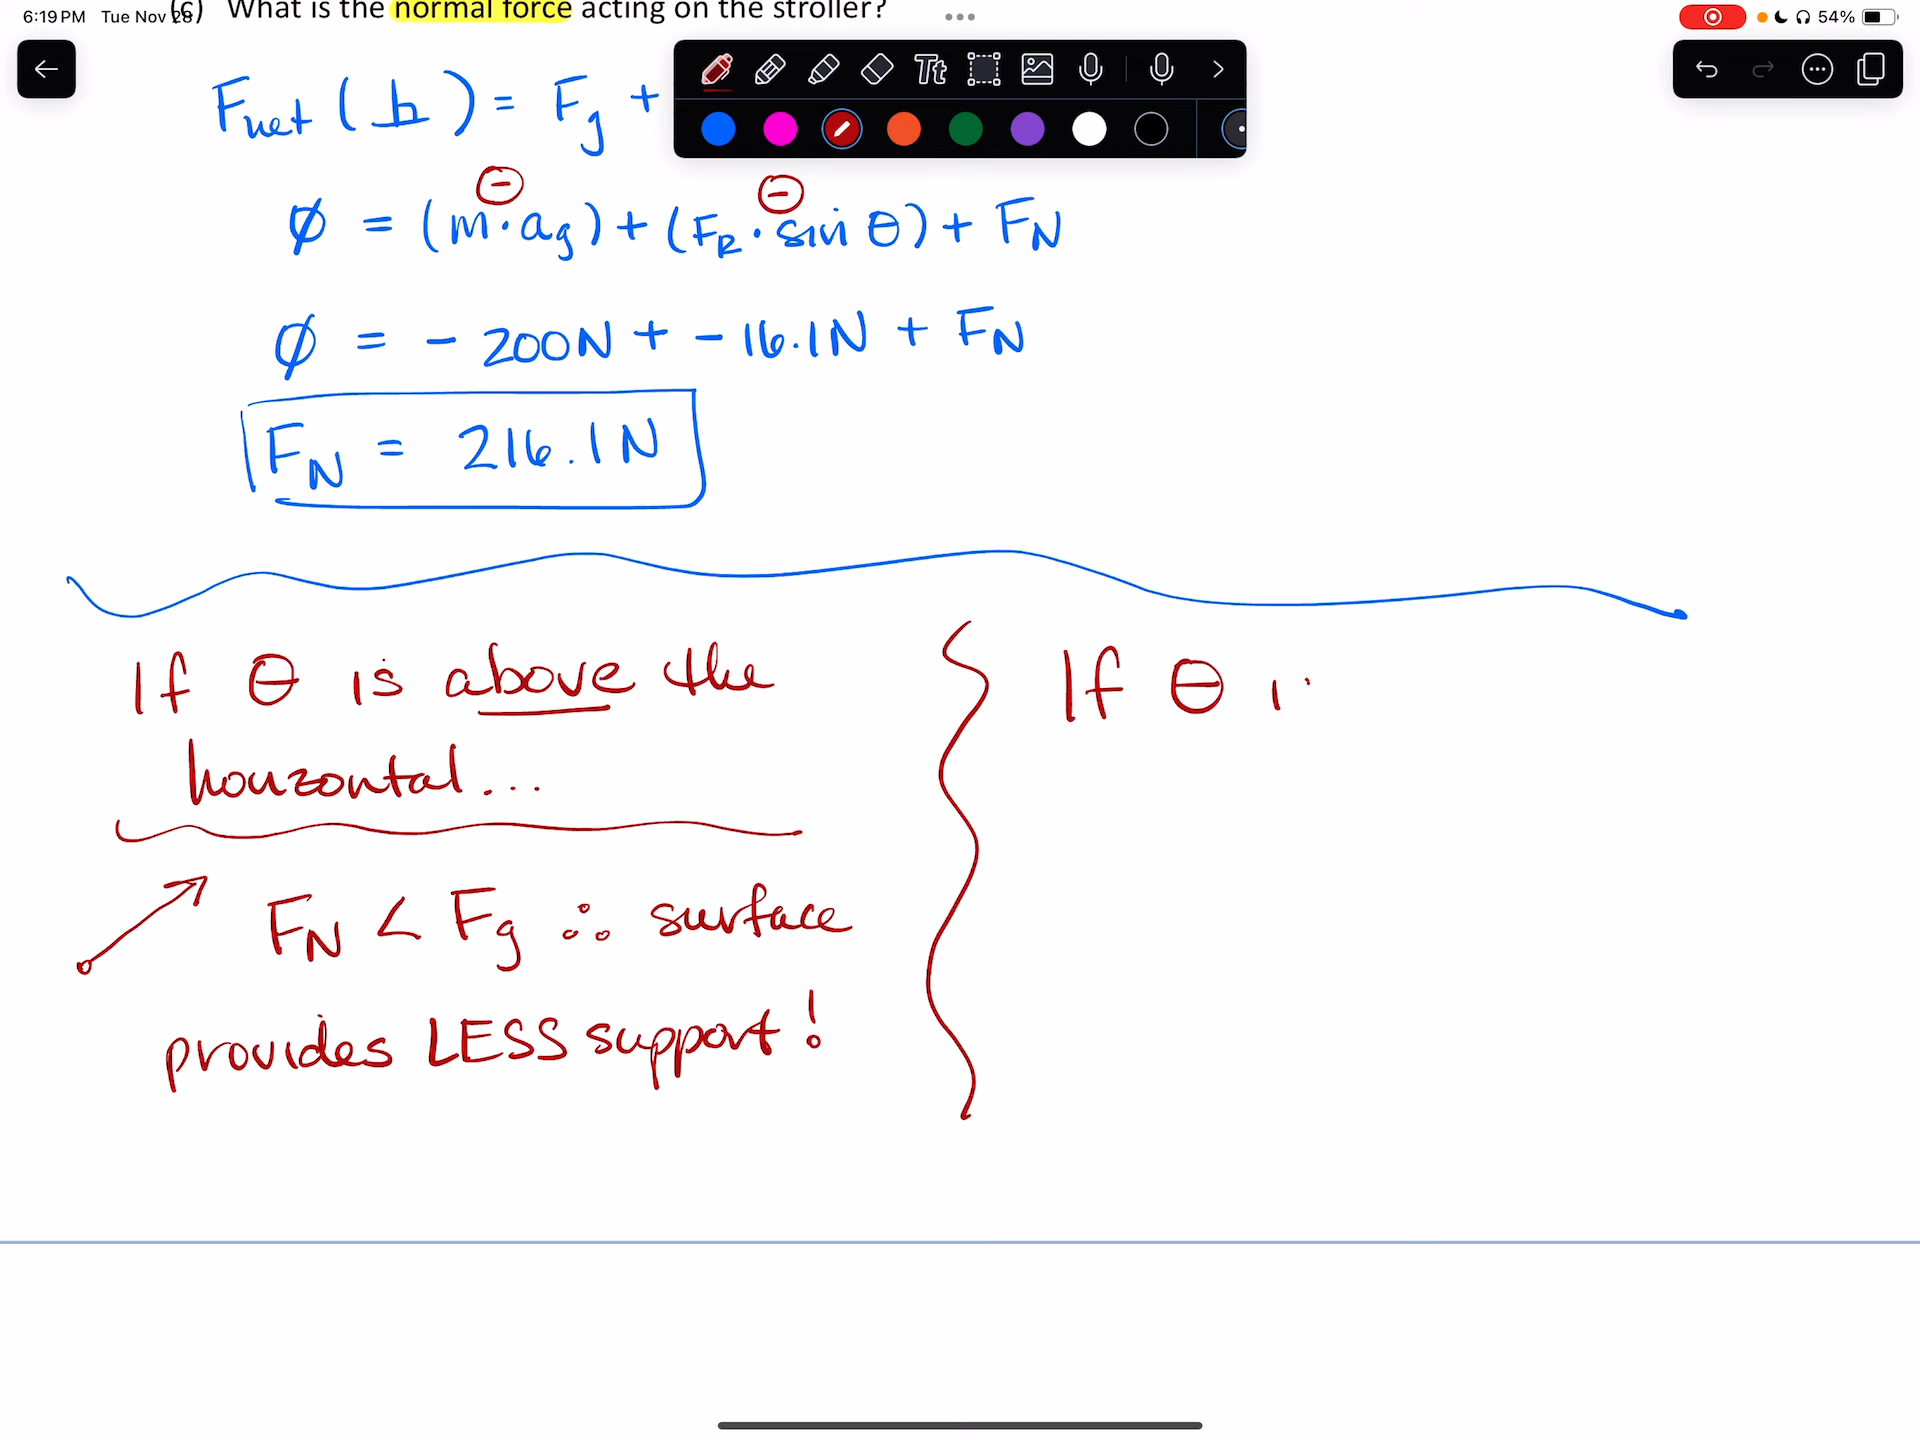 6:19 PM Tue Nov 28
54%
(c) What is the normal force acting on the stroller?
Tt
Fnet (h) = Fg +
⊖ ⊖
∅ = (m·ag) + (FR·sin θ) + FN
∅ = - 200N + - 16.1N + FN
FN = 216.1N
If θ is above the
horizontal...
FN < Fg ∴ surface
provides LESS support!
If θ i